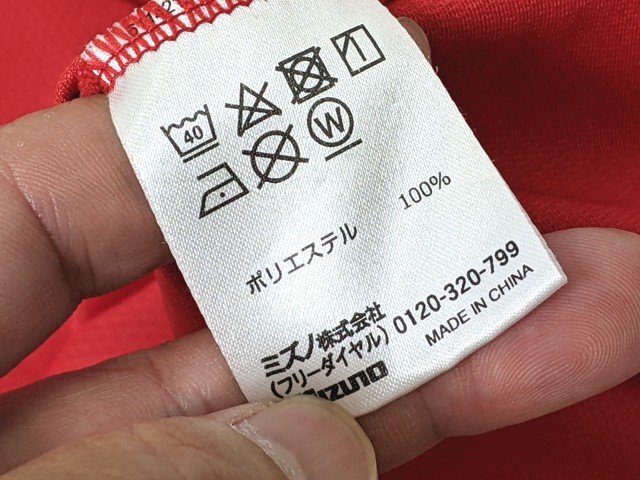 512
40
W
ポリエステル 100%
ミズノ株式会社
(フリーダイヤル) 0120-320-799
MIZUNO MADE IN CHINA